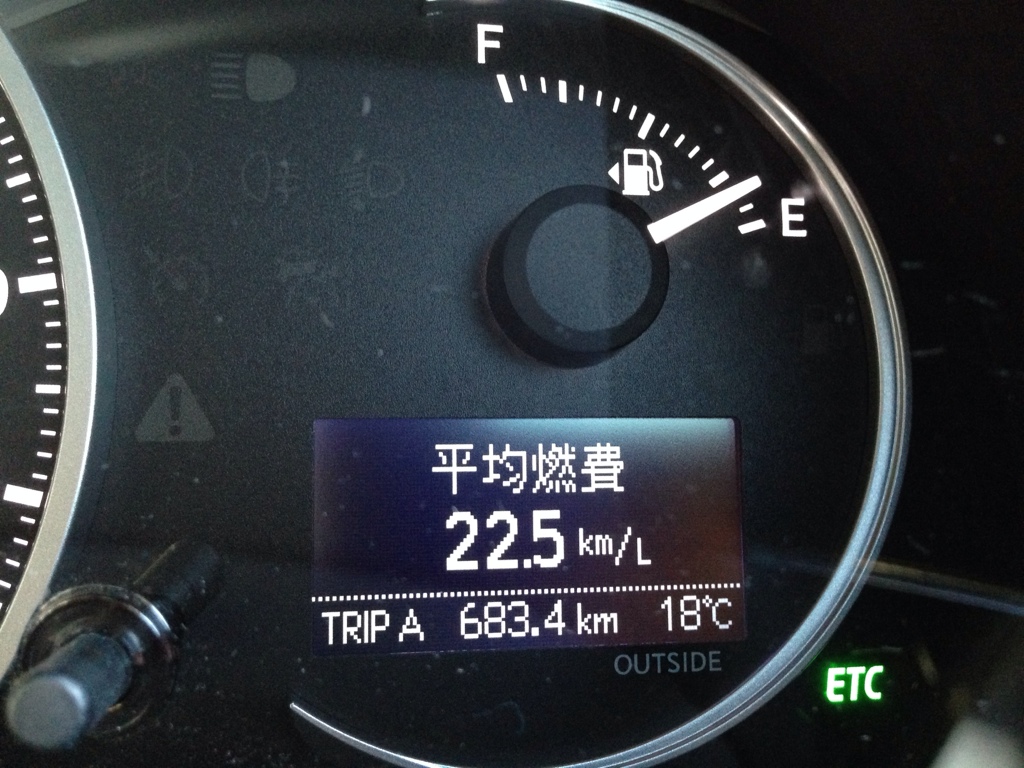 F
E
平均燃費
22.5 km/L
TRIP A 683.4 km 18℃
OUTSIDE
ETC